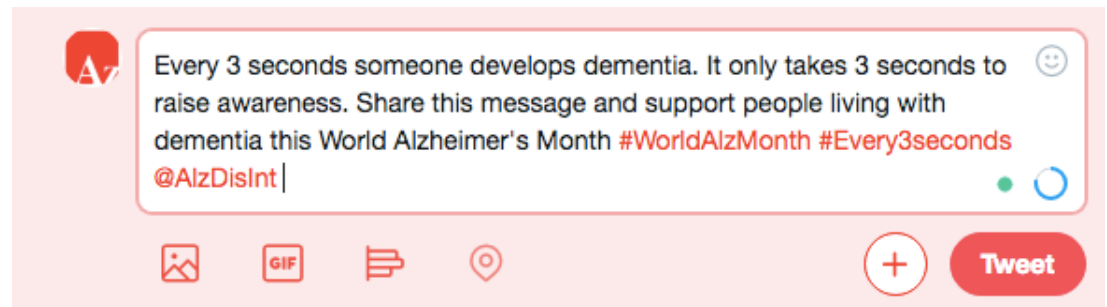 Az
Every 3 seconds someone develops dementia. It only takes 3 seconds to
raise awareness. Share this message and support people living with
dementia this World Alzheimer's Month #WorldAlzMonth #Every3seconds
@AlzDisInt
GIF
Tweet